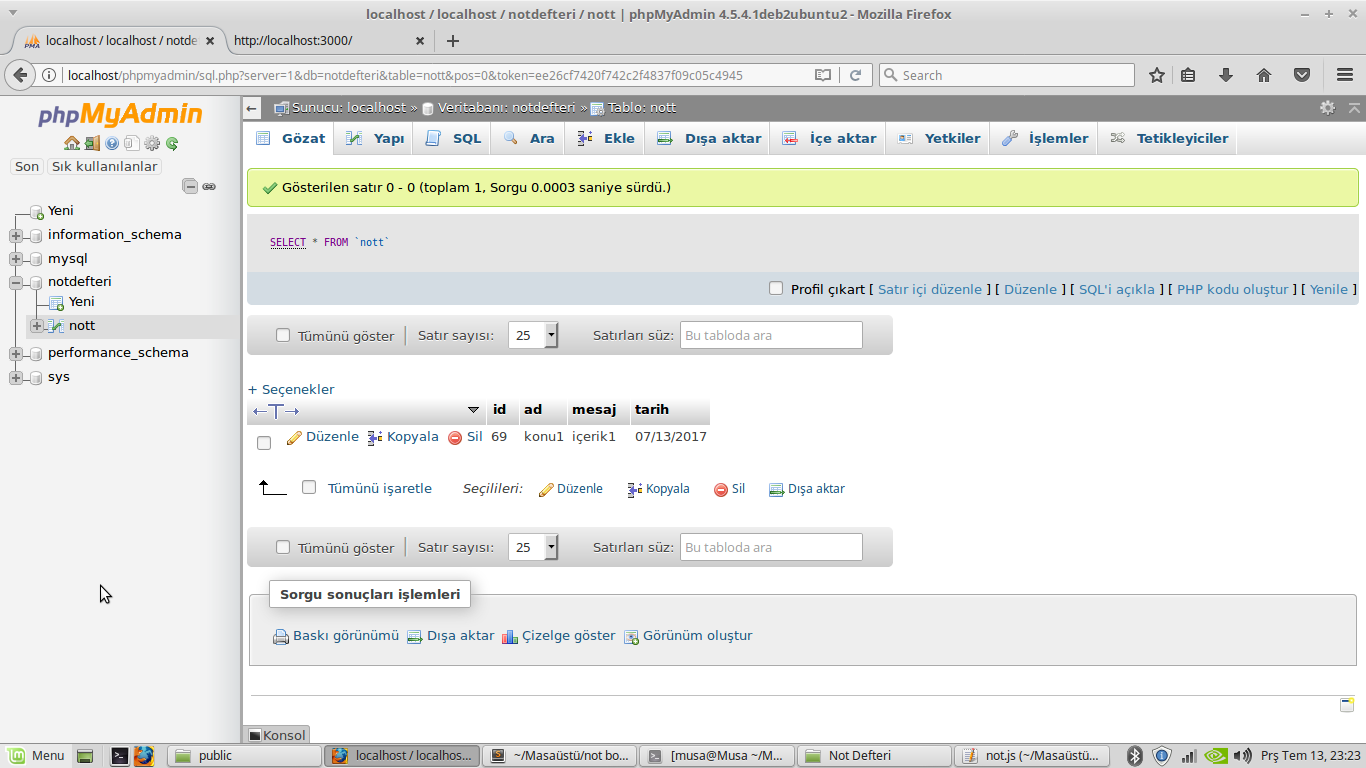 localhost / localhost / notdefteri / nott | phpMyAdmin 4.5.4.1deb2ubuntu2 - Mozilla Firefox
PMA localhost / localhost / notde
http://localhost:3000/
localhost/phpmyadmin/sql.php?server=1&db=notdefteri&table=nott&pos=0&token=ee26cf7420f742c2f4837f09c05c4945
Search
phpMyAdmin
Son Sık kullanılanlar
Yeni
information_schema
mysql
notdefteri
Yeni
nott
performance_schema
sys
Sunucu: localhost » Veritabanı: notdefteri » Tablo: nott
Gözat Yapı SQL Ara Ekle Dışa aktar İçe aktar Yetkiler İşlemler Tetikleyiciler
Gösterilen satır 0 - 0 (toplam 1, Sorgu 0.0003 saniye sürdü.)
SELECT * FROM `nott`
Profil çıkart [ Satır içi düzenle ] [ Düzenle ] [ SQL'i açıkla ] [ PHP kodu oluştur ] [ Yenile ]
Tümünü göster | Satır sayısı: 25 Satırları süz: Bu tabloda ara
+ Seçenekler
←T→ id ad mesaj tarih
Düzenle Kopyala Sil 69 konu1 içerik1 07/13/2017
Tümünü işaretle Seçilileri: Düzenle Kopyala Sil Dışa aktar
Tümünü göster | Satır sayısı: 25 Satırları süz: Bu tabloda ara
Sorgu sonuçları işlemleri
Baskı görünümü Dışa aktar Çizelge göster Görünüm oluştur
Konsol
Menu public localhost / localhos... ~/Masaüstü/not bo... [musa@Musa ~/M... Not Defteri not.js (~/Masaüstü... Prş Tem 13, 23:23